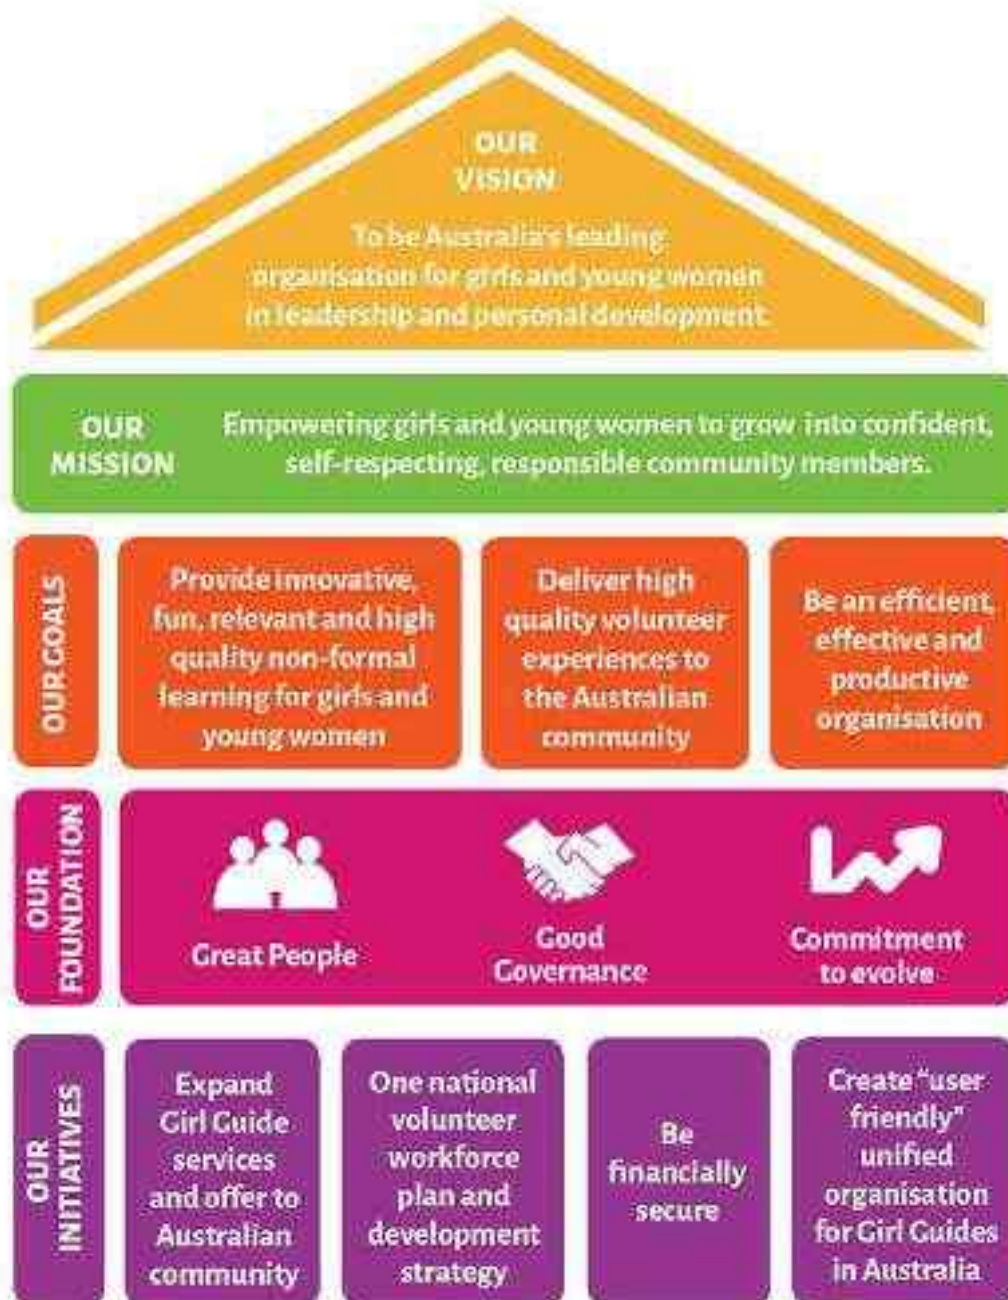 OUR
VISION
To be Australia's leading
organisation for girls and young women
in leadership and personal development.
OUR
MISSION
Empowering girls and young women to grow into confident,
self-respecting, responsible community members.
OUR GOALS
Provide innovative,
fun, relevant and high
quality non-formal
learning for girls and
young women
Deliver high
quality volunteer
experiences to
the Australian
community
Be an efficient,
effective and
productive
organisation
OUR
FOUNDATION
Great People
Good
Governance
Commitment
to evolve
OUR
INITIATIVES
Expand
Girl Guide
services
and offer to
Australian
community
One national
volunteer
workforce
plan and
development
strategy
Be
financially
secure
Create "user
friendly"
unified
organisation
for Girl Guides
in Australia